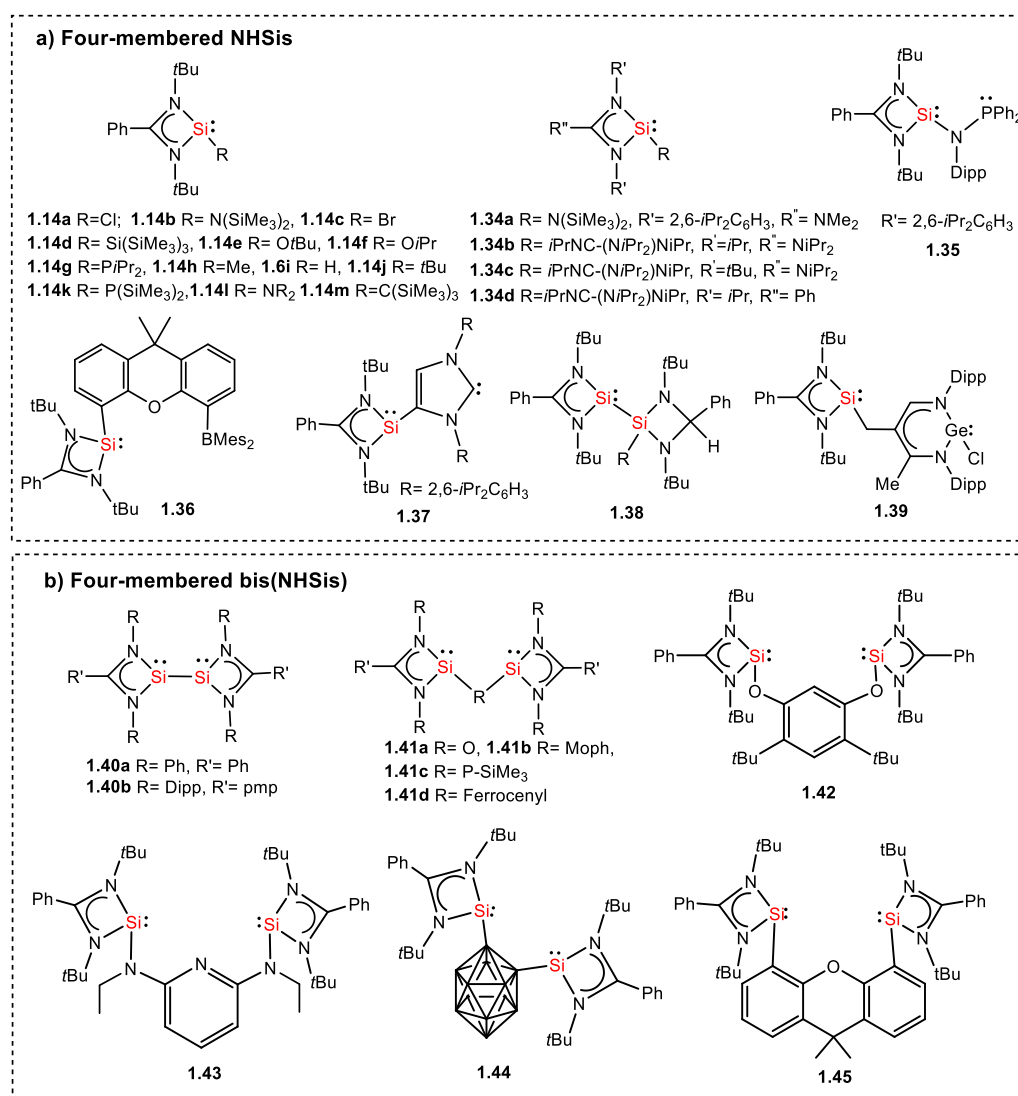 a) Four-membered NHSis
tBu
N
Ph
Si:
N
R
tBu
R'
N
R"
Si:
N
R
R'
tBu
N
Ph
Si:
PPh2
N
N
tBu
Dipp
1.14a R=Cl; 1.14b R= N(SiMe3)2, 1.14c R= Br
1.14d R= Si(SiMe3)3, 1.14e R= OtBu, 1.14f R= OiPr
1.14g R=PiPr2, 1.14h R=Me, 1.6i R= H, 1.14j R= tBu
1.14k R= P(SiMe3)2, 1.14l R= NR2 1.14m R=C(SiMe3)3
1.34a R= N(SiMe3)2, R'= 2,6-iPr2C6H3, R"= NMe2
1.34b R= iPrNC-(NiPr2)NiPr, R'=iPr, R"= NiPr2
1.34c R= iPrNC-(NiPr2)NiPr, R'=tBu, R"= NiPr2
1.34d R=iPrNC-(NiPr2)NiPr, R'= iPr, R"= Ph
R'= 2,6-iPr2C6H3
1.35
tBu
O
N
Si:
BMes2
Ph
N
tBu
1.36
R
tBu
N
N
Ph
Si
N
N
R
tBu
R= 2,6-iPr2C6H3
1.37
tBu
tBu
N
N
Ph
Si
Ph
Si
H
N
R
N
tBu
tBu
1.38
tBu
Dipp
N
N
Ph
Si
Ge:
N
N
Cl
tBu
Me
Dipp
1.39
b) Four-membered bis(NHSis)
R
R
N
N
R'
Si
Si
R'
N
N
R
R
1.40a R= Ph, R'= Ph
1.40b R= Dipp, R'= pmp
R
R
N
N
R'
Si
Si
R'
N
R
N
R
R
1.41a R= O, 1.41b R= Moph,
1.41c R= P-SiMe3
1.41d R= Ferrocenyl
tBu
tBu
N
N
Ph
Si:
:Si
Ph
N
N
O
O
tBu
tBu
tBu
tBu
1.42
tBu
tBu
N
N
Ph
Si:
:Si
Ph
N
N
tBu
N
N
N
tBu
1.43
tBu
N
Ph
Si:
tBu
N
tBu
N
Si
Ph
N
tBu
1.44
tBu
tBu
N
N
Ph
Si:
:Si
Ph
N
N
tBu
O
tBu
1.45